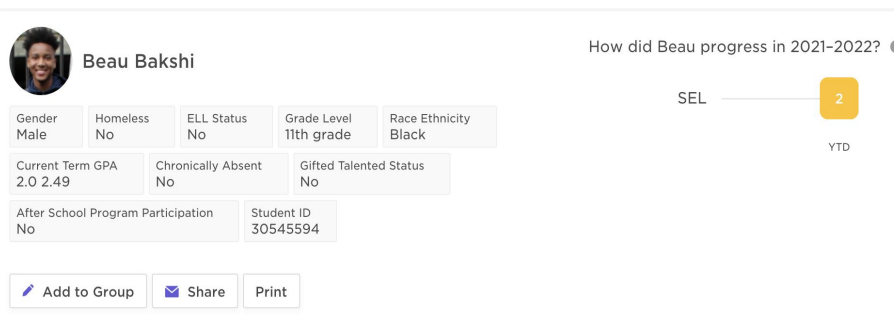 Beau Bakshi
How did Beau progress in 2021–2022?
SEL 2
YTD
Gender Homeless ELL Status Grade Level Race Ethnicity
Male No No 11th grade Black
Current Term GPA Chronically Absent Gifted Talented Status
2.0 2.49 No No
After School Program Participation Student ID
No 30545594
Add to Group Share Print